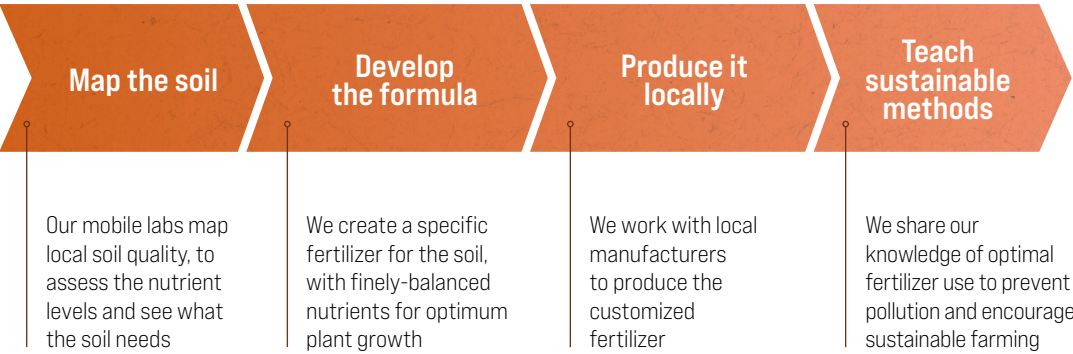 Map the soil
Develop
the formula
Produce it
locally
Teach
sustainable
methods
Our mobile labs map
local soil quality, to
assess the nutrient
levels and see what
the soil needs
We create a specific
fertilizer for the soil,
with finely-balanced
nutrients for optimum
plant growth
We work with local
manufacturers
to produce the
customized
fertilizer
We share our
knowledge of optimal
fertilizer use to prevent
pollution and encourage
sustainable farming